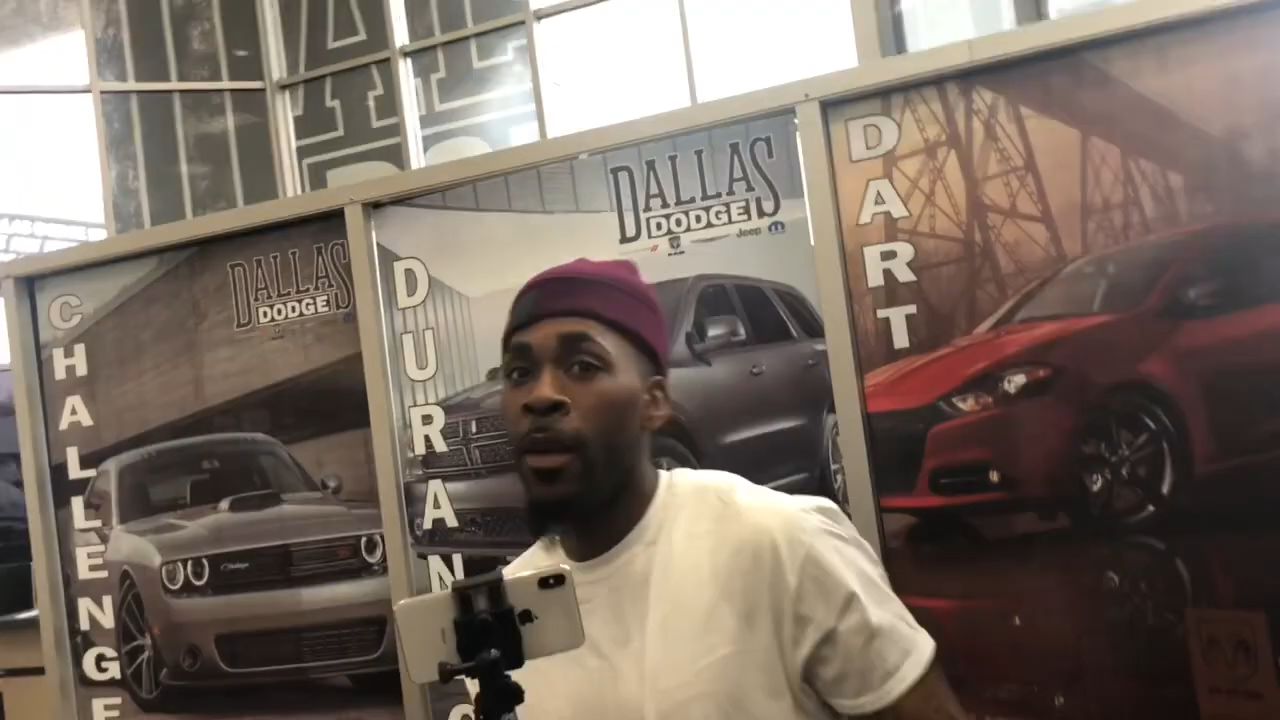 CHALLENGE
DALLAS
DODGE
DURAN
DALLAS
DODGE
Jeep
DART